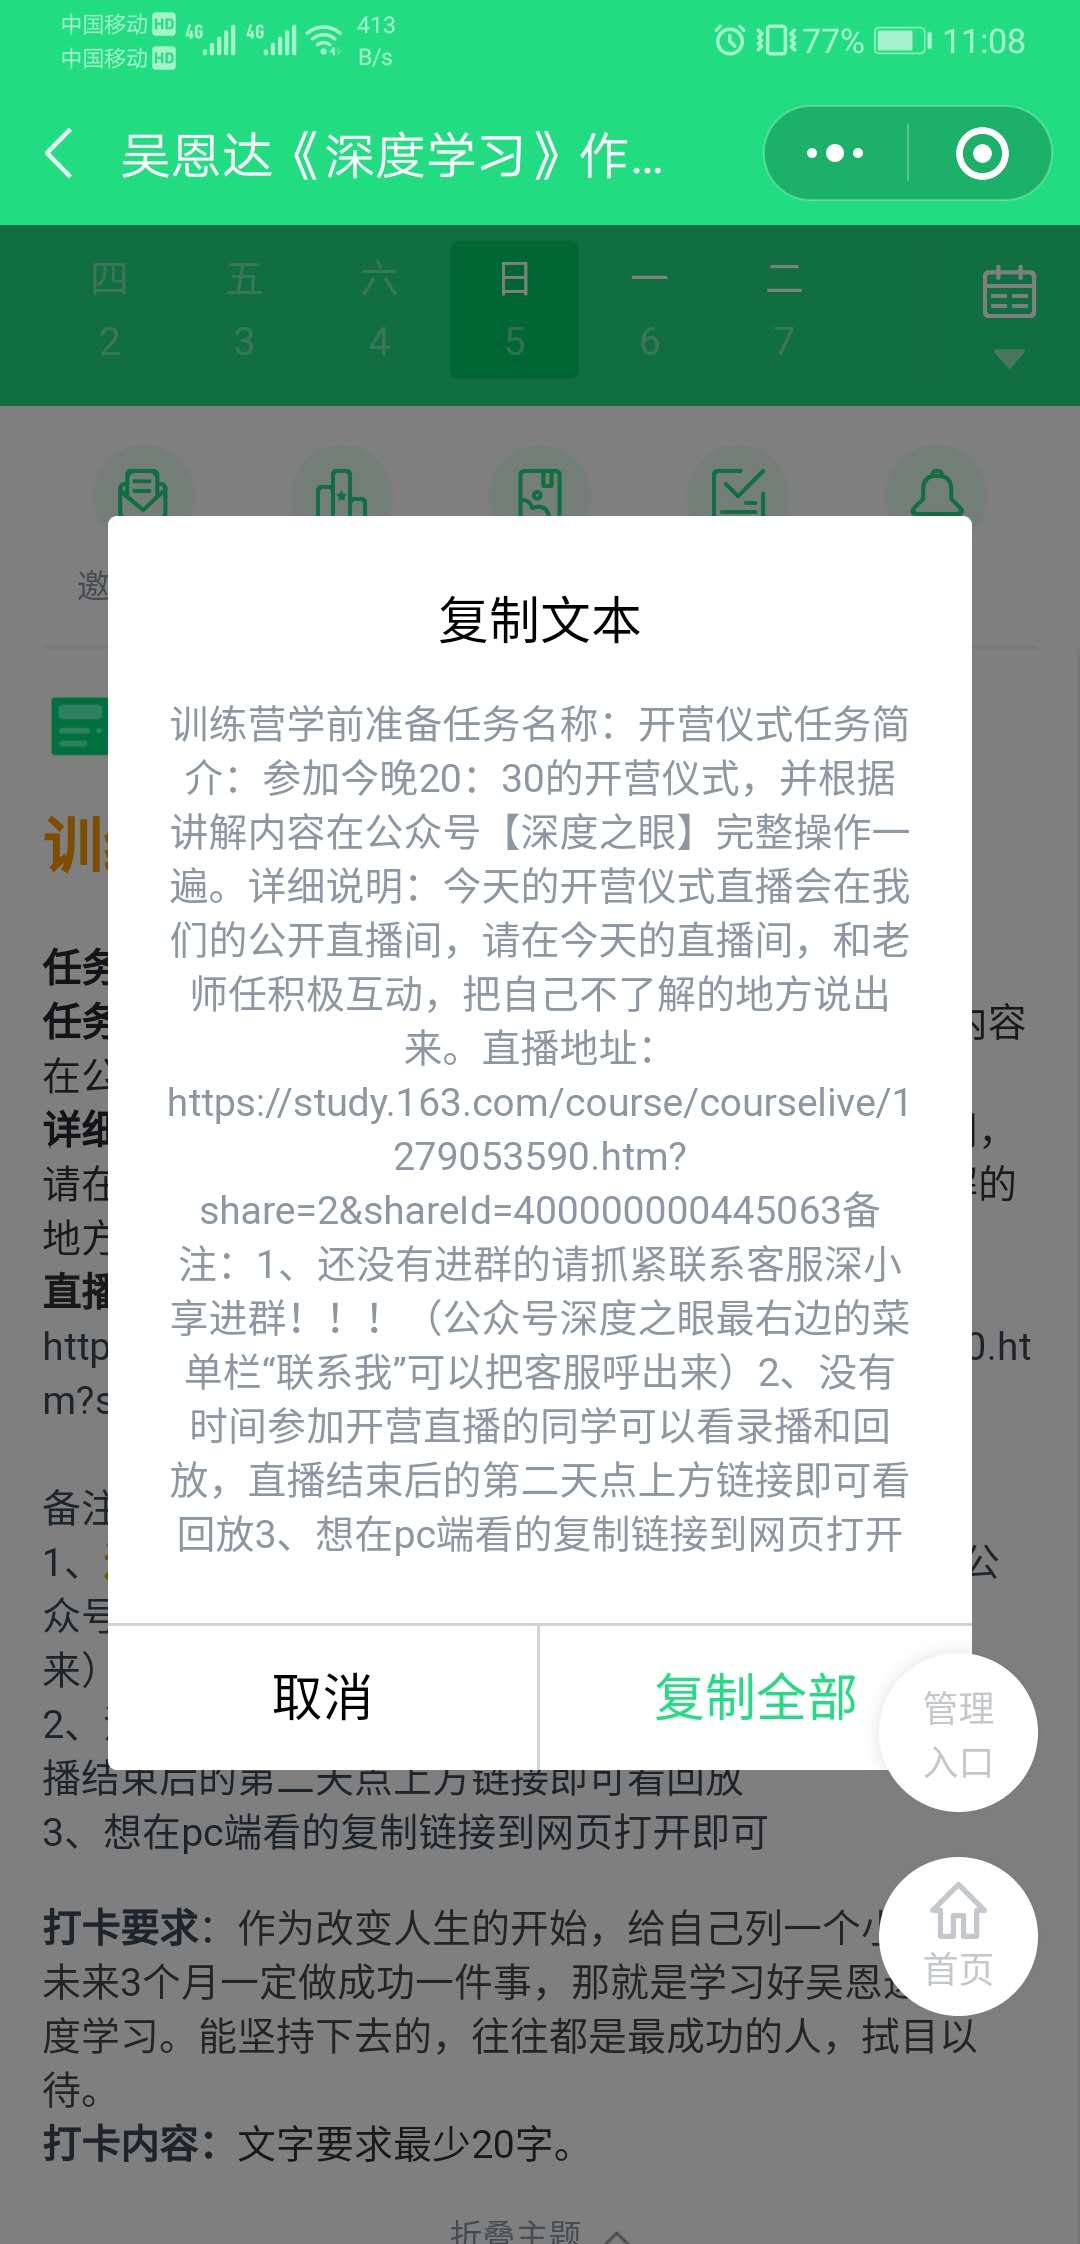 中国移动 HD 4G 4G 413 B/s 77% 11:08
中国移动 HD
吴恩达《深度学习》作...
四 五 六 日 一 二
2 3 4 5 6 7
邀
复制文本
训练营学前准备任务名称：开营仪式任务简
介：参加今晚20：30的开营仪式，并根据
讲解内容在公众号【深度之眼】完整操作一
遍。详细说明：今天的开营仪式直播会在我
们的公开直播间，请在今天的直播间，和老
师任积极互动，把自己不了解的地方说出
来。直播地址：
https://study.163.com/course/courselive/1
279053590.htm?
share=2&shareId=400000000445063备
注：1、还没有进群的请抓紧联系客服深小
享进群！！！（公众号深度之眼最右边的菜
单栏“联系我”可以把客服呼出来）2、没有
时间参加开营直播的同学可以看录播和回
放，直播结束后的第二天点上方链接即可看
回放3、想在pc端看的复制链接到网页打开
取消
复制全部
训
任务
任务
内容
在公
详细
请在
解的
地方
直播
http
0.ht
m?s
备注
1、
公
众号
来）
2、
播结束后的第二天点上方链接即可看回放
3、想在pc端看的复制链接到网页打开即可
管理
入口
打卡要求：作为改变人生的开始，给自己列一个小
未来3个月一定做成功一件事，那就是学习好吴恩达
度学习。能坚持下去的，往往都是最成功的人，拭目以
待。
首页
打卡内容：文字要求最少20字。
折叠主题